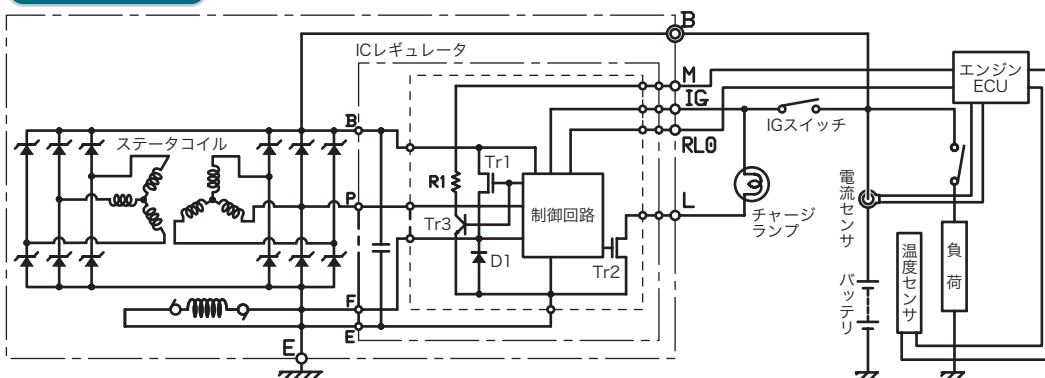 B
ICレギュレータ
M
エンジン
ECU
IG
IGスイッチ
RLO
B
ステータコイル
Tr1
R1
P
Tr3
制御回路
L
チャージ
ランプ
電流センサ
D1
Tr2
バッテリ
温度センサ
負荷
F
E
E